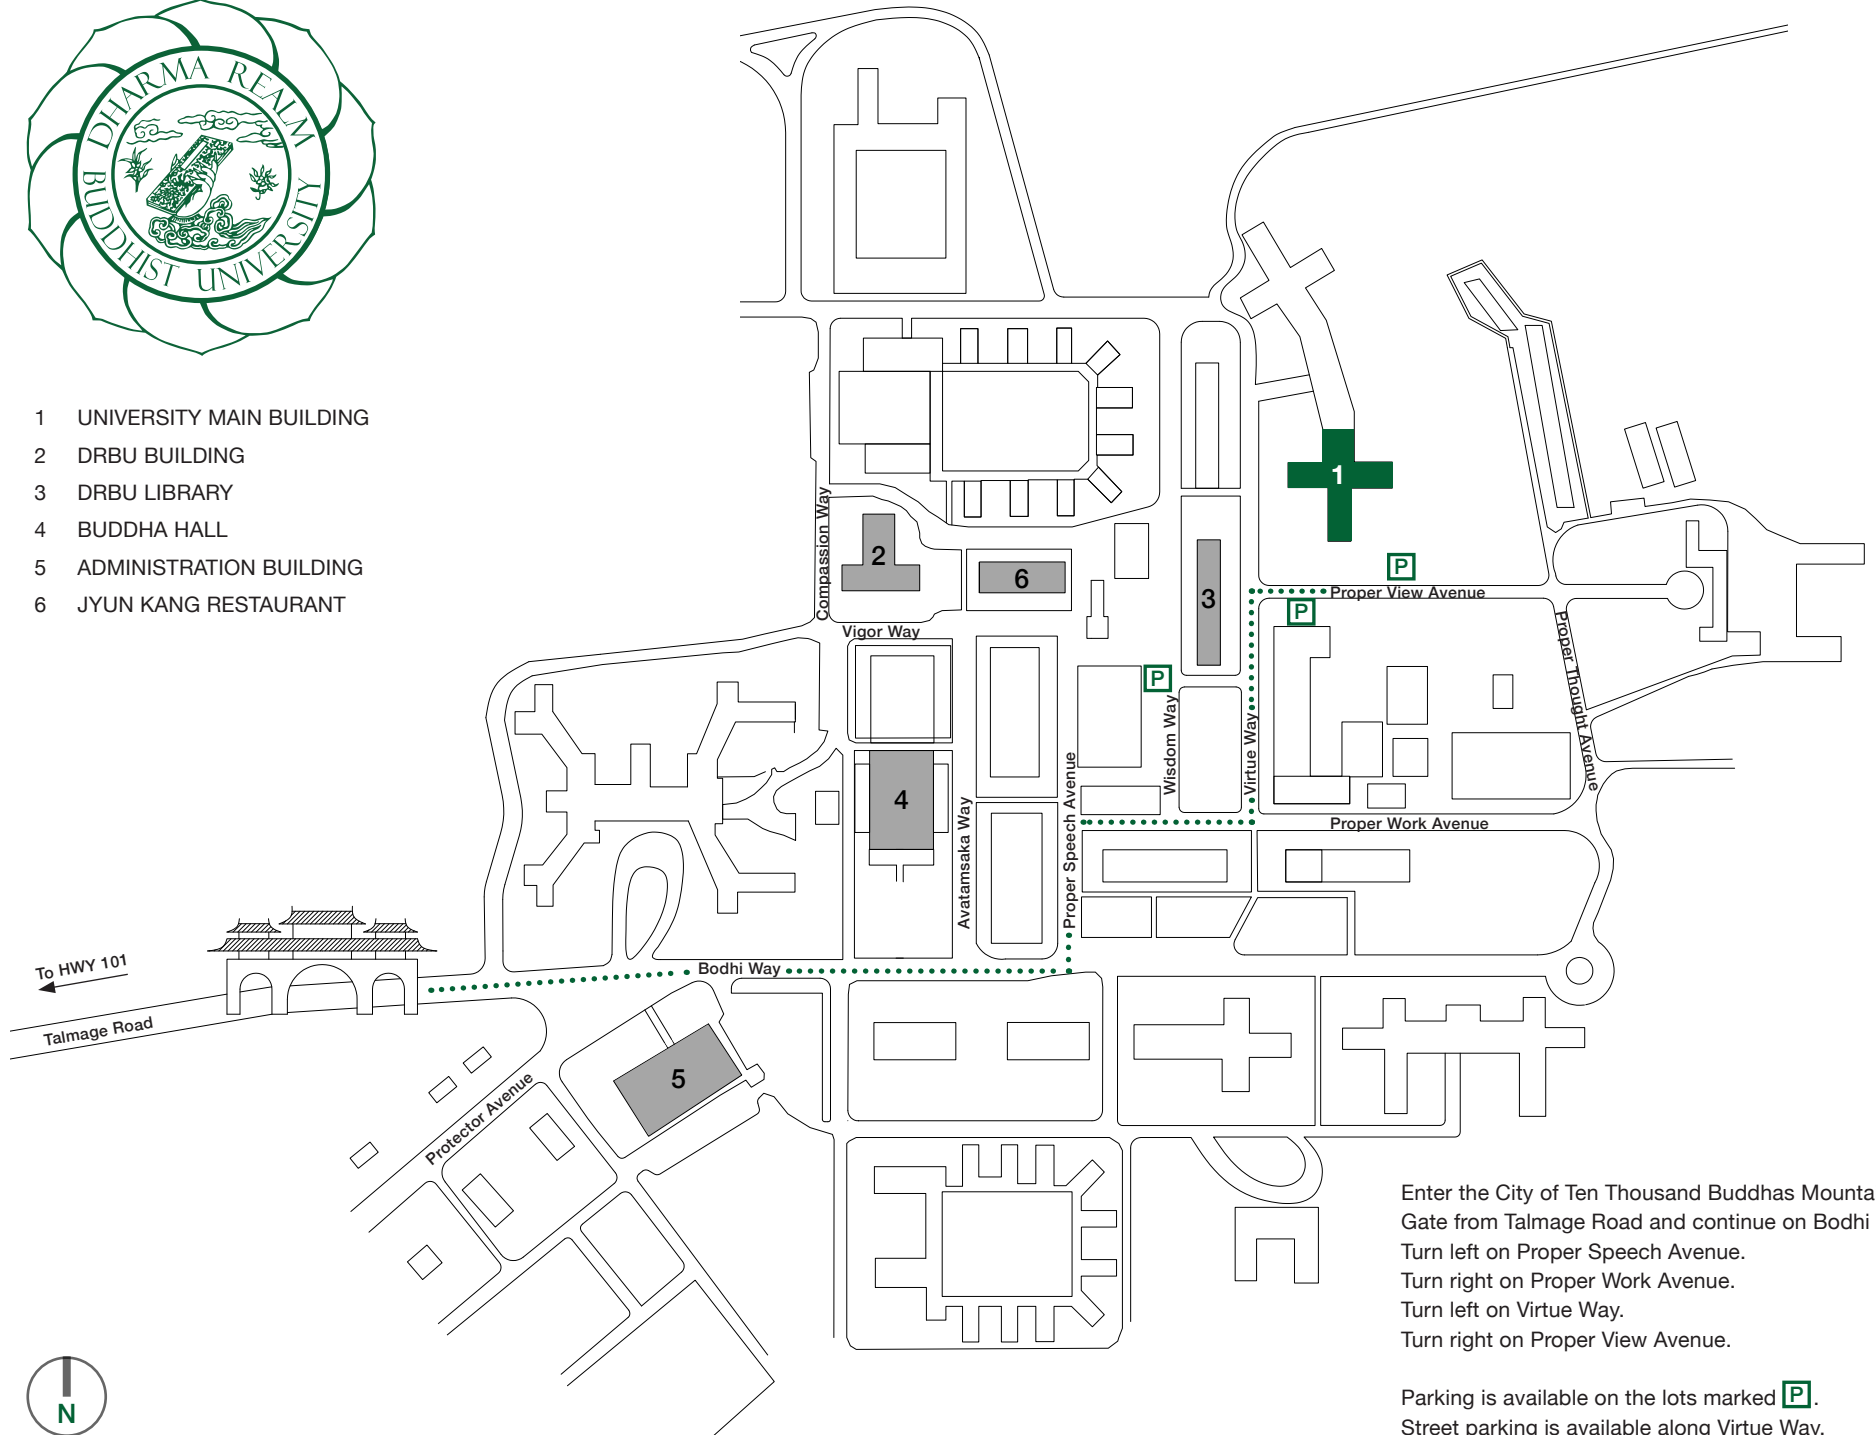 DHARMA REALM
BUDDHIST UNIVERSITY
1 UNIVERSITY MAIN BUILDING
2 DRBU BUILDING
3 DRBU LIBRARY
4 BUDDHA HALL
5 ADMINISTRATION BUILDING
6 JYUN KANG RESTAURANT
1
2
6
3
4
5
P
P
P
Compassion Way
Vigor Way
Proper View Avenue
Proper Thought Avenue
Wisdom Way
Virtue Way
Proper Speech Avenue
Avatamsaka Way
Proper Work Avenue
Bodhi Way
To HWY 101
Talmage Road
Protector Avenue
Enter the City of Ten Thousand Buddhas Mounta
Gate from Talmage Road and continue on Bodhi
Turn left on Proper Speech Avenue.
Turn right on Proper Work Avenue.
Turn left on Virtue Way.
Turn right on Proper View Avenue.
Parking is available on the lots marked P.
Street parking is available along Virtue Way.
N